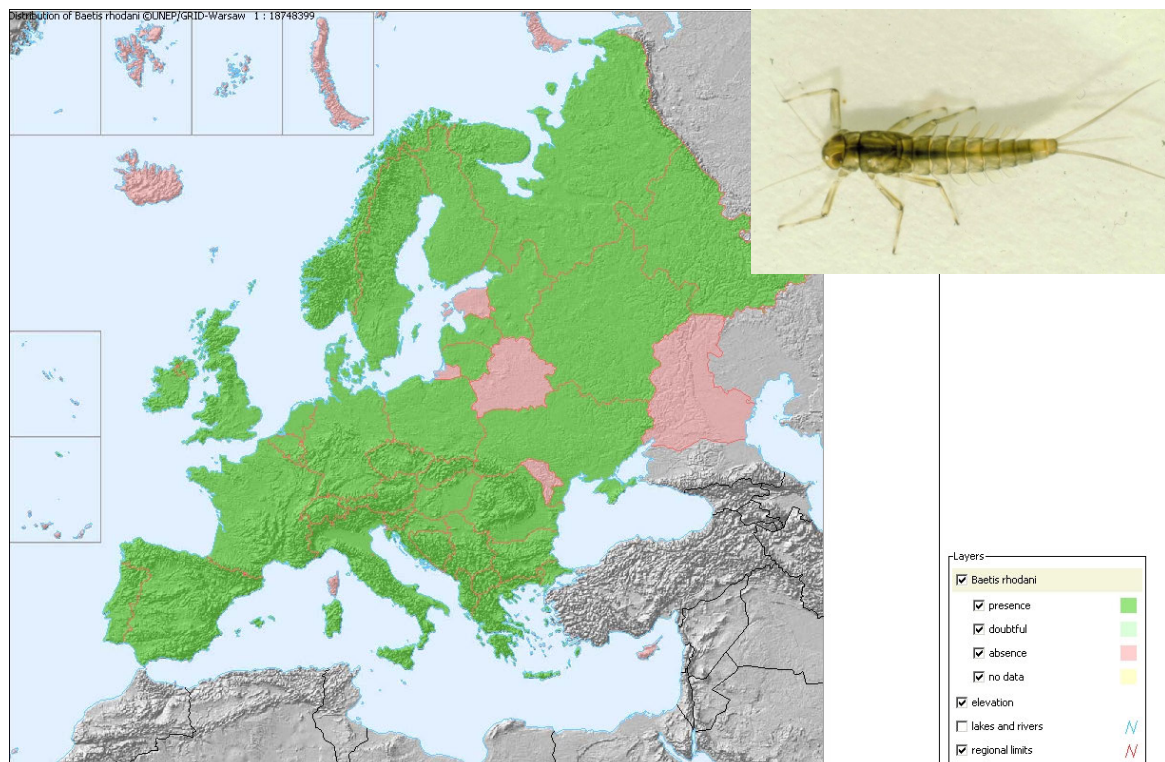 Distribution of Baetis rhodani ©UNEP/GRID-Warsaw 1 : 18748399
Layers
Baetis rhodani
presence
doubtful
absence
no data
elevation
lakes and rivers
regional limits